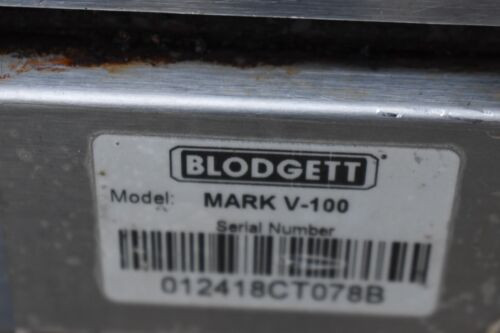 BLODGETT
Model: MARK V-100
Serial Number
012418CT078B